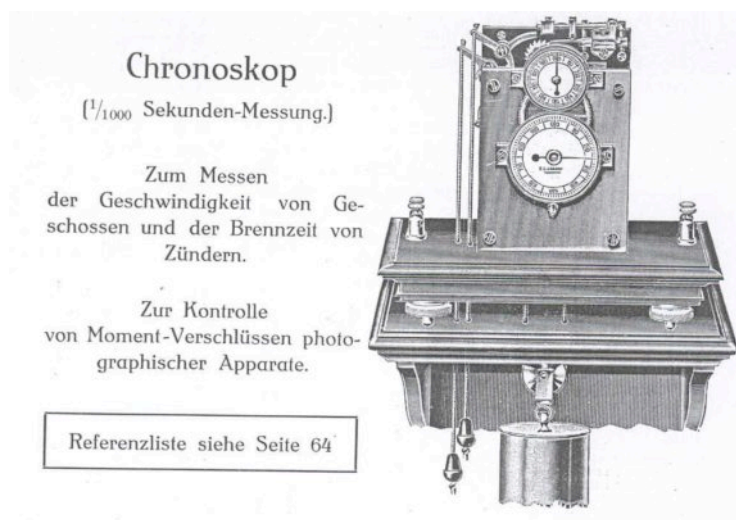 Chronoskop
(1/1000 Sekunden-Messung.)
Zum Messen
der Geschwindigkeit von Ge-
schossen und der Brennzeit von
Zündern.
Zur Kontrolle
von Moment-Verschlüssen photo-
graphischer Apparate.
Referenzliste siehe Seite 64